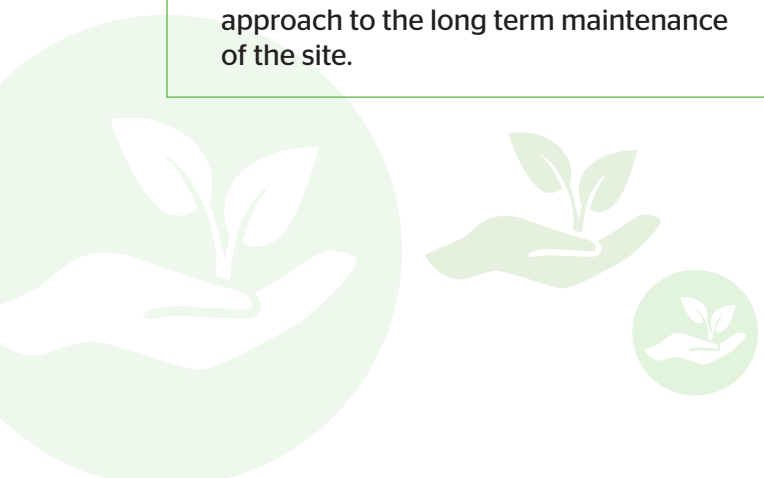 approach to the long term maintenance
of the site.